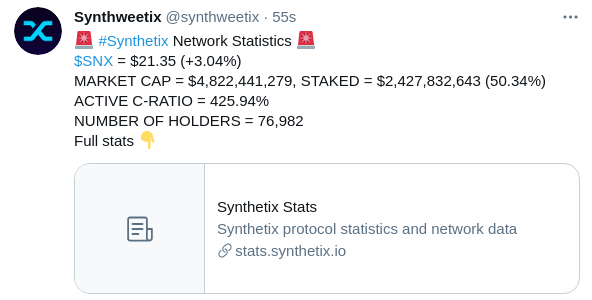 Synthweetix @synthweetix · 55s
🚨 #Synthetix Network Statistics 🚨
$SNX = $21.35 (+3.04%)
MARKET CAP = $4,822,441,279, STAKED = $2,427,832,643 (50.34%)
ACTIVE C-RATIO = 425.94%
NUMBER OF HOLDERS = 76,982
Full stats 👇
Synthetix Stats
Synthetix protocol statistics and network data
stats.synthetix.io